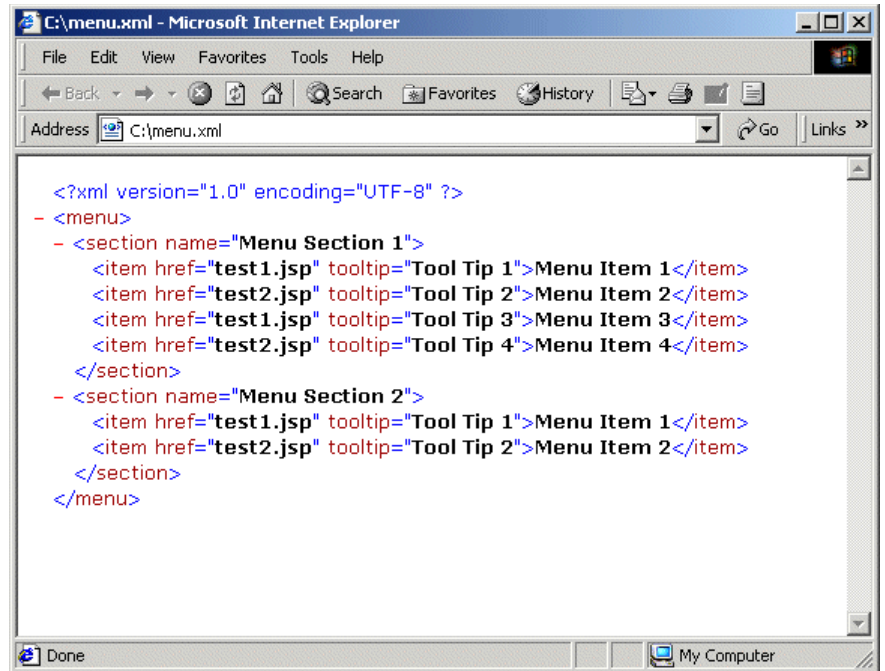 C:\menu.xml - Microsoft Internet Explorer
File Edit View Favorites Tools Help
Back Search Favorites History
Address C:\menu.xml Go Links »
<?xml version="1.0" encoding="UTF-8" ?>
- <menu>
- <section name="Menu Section 1">
<item href="test1.jsp" tooltip="Tool Tip 1">Menu Item 1</item>
<item href="test2.jsp" tooltip="Tool Tip 2">Menu Item 2</item>
<item href="test1.jsp" tooltip="Tool Tip 3">Menu Item 3</item>
<item href="test2.jsp" tooltip="Tool Tip 4">Menu Item 4</item>
</section>
- <section name="Menu Section 2">
<item href="test1.jsp" tooltip="Tool Tip 1">Menu Item 1</item>
<item href="test2.jsp" tooltip="Tool Tip 2">Menu Item 2</item>
</section>
</menu>
Done My Computer